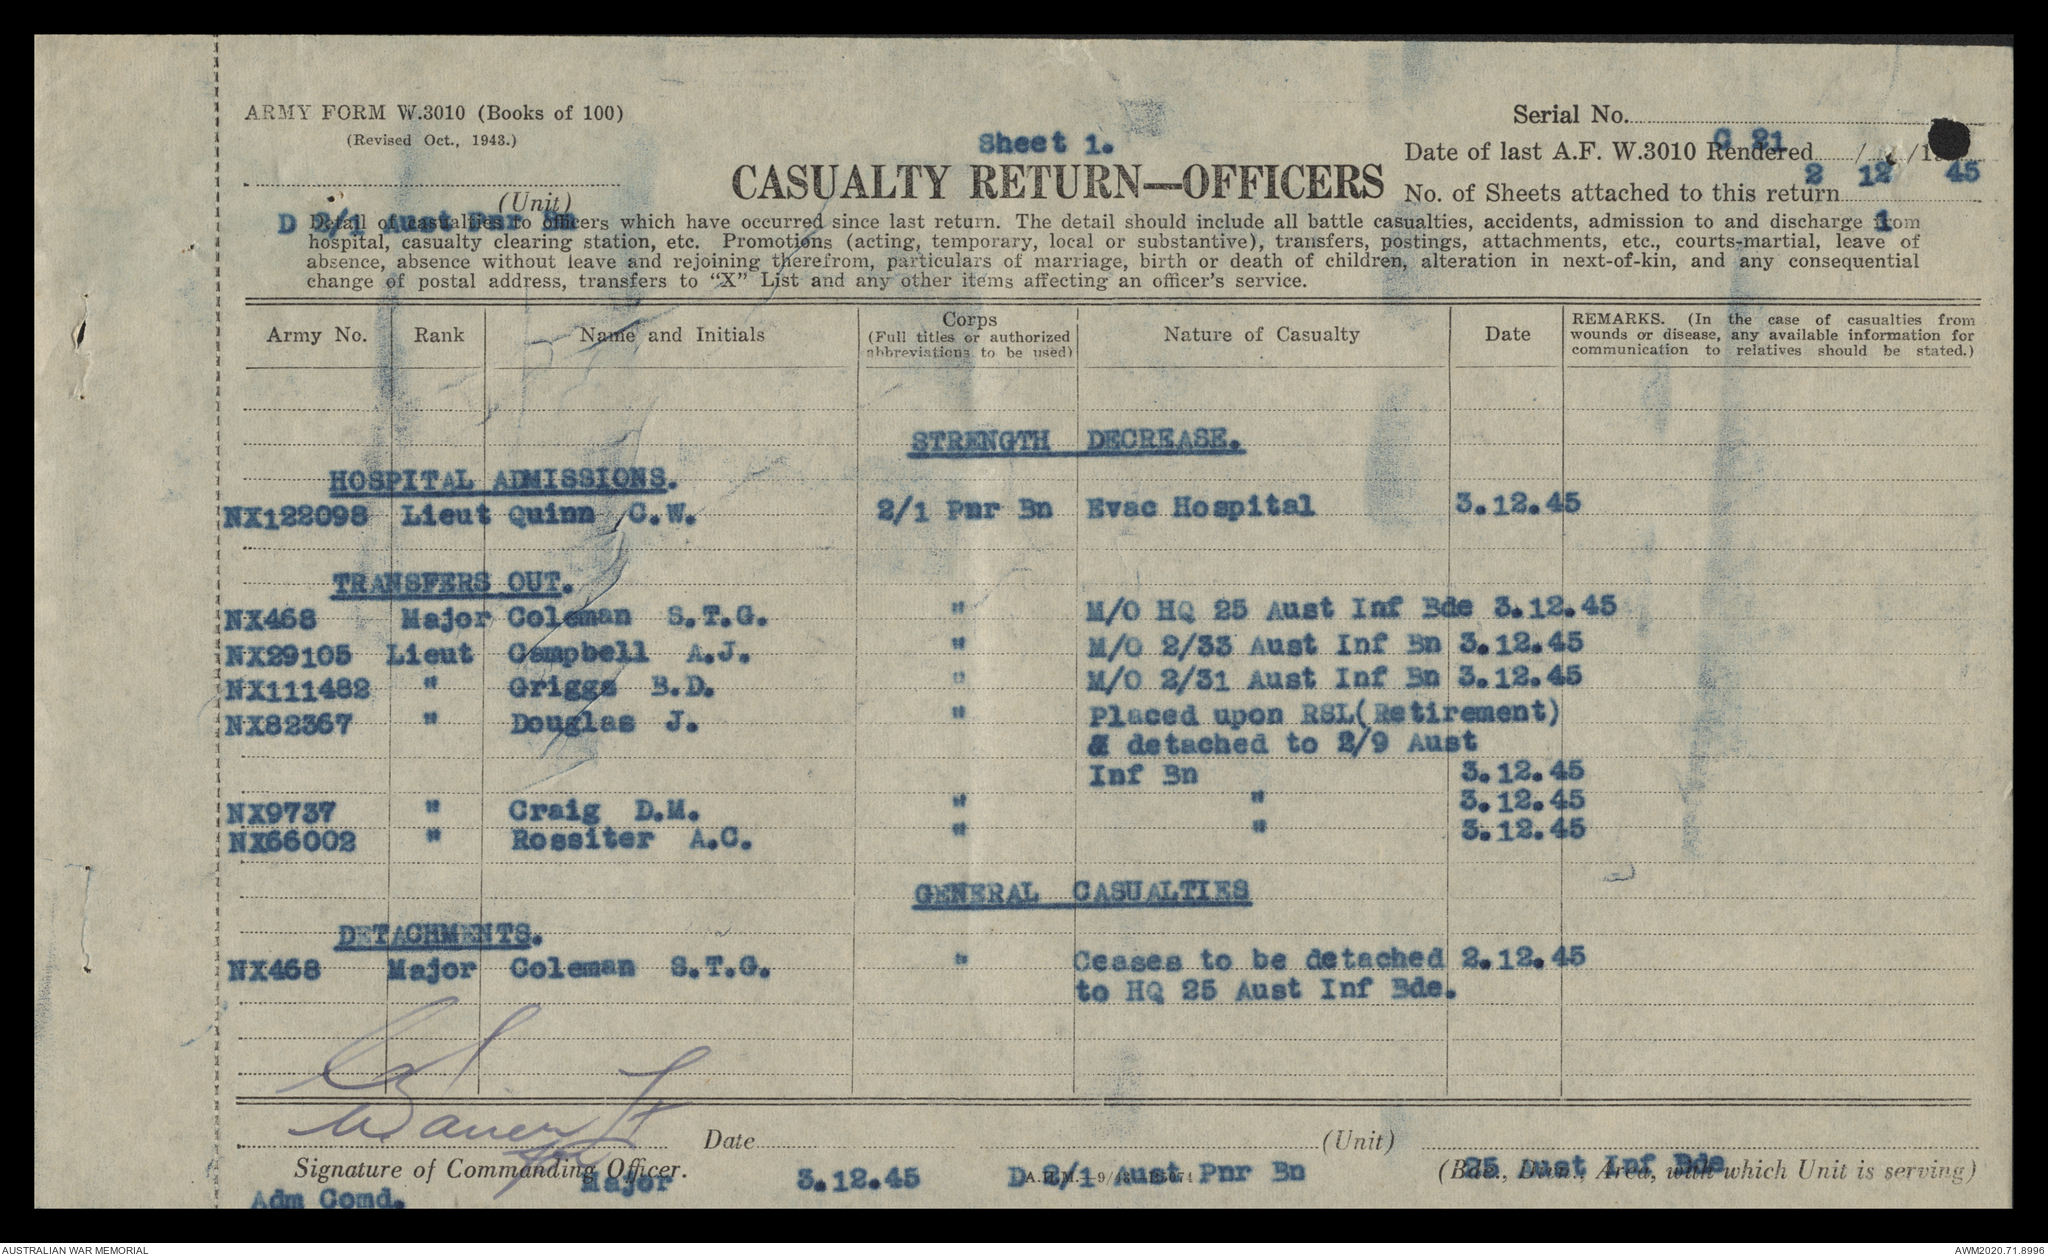 ARMY FORM W.3010 (Books of 100)
(Revised Oct., 1943.)
Sheet 1.
CASUALTY RETURN—OFFICERS
Serial No.
C 21
Date of last A.F. W.3010 Rendered / /1
2 12 45
No. of Sheets attached to this return
1
(Unit)
D 2/1 Aust Pnr Bn
Detail of casualties to officers which have occurred since last return. The detail should include all battle casualties, accidents, admission to and discharge from
hospital, casualty clearing station, etc. Promotions (acting, temporary, local or substantive), transfers, postings, attachments, etc., courts-martial, leave of
absence, absence without leave and rejoining therefrom, particulars of marriage, birth or death of children, alteration in next-of-kin, and any consequential
change of postal address, transfers to "X" List and any other items affecting an officer's service.
Army No. Rank Name and Initials Corps (Full titles or authorized abbreviations to be used) Nature of Casualty Date REMARKS. (In the case of casualties from wounds or disease, any available information for communication to relatives should be stated.)
STRENGTH DECREASE.
HOSPITAL ADMISSIONS.
NX122098 Lieut Quinn C.W. 2/1 Pnr Bn Evac Hospital 3.12.45
TRANSFERS OUT.
NX468 Major Coleman S.T.G. " M/O HQ 25 Aust Inf Bde 3.12.45
NX29105 Lieut Campbell A.J. " M/O 2/33 Aust Inf Bn 3.12.45
NX111482 " Griggs B.D. " M/O 2/31 Aust Inf Bn 3.12.45
NX82367 " Douglas J. " Placed upon RSL(Retirement)
& detached to 2/9 Aust
Inf Bn 3.12.45
NX9737 " Craig D.M. " " 3.12.45
NX66002 " Rossiter A.C. " " 3.12.45
GENERAL CASUALTIES
DETACHMENTS.
NX468 Major Coleman S.T.G. " Ceases to be detached 2.12.45
to HQ 25 Aust Inf Bde.
Lt
for
Date (Unit)
Signature of Commanding Officer.
Major 3.12.45 D 2/1 Aust Pnr Bn 25 Aust Inf Bde
(Bde., Divn., Area, with which Unit is serving)
Adm Comd.
AUSTRALIAN WAR MEMORIAL
AWM2020.71.8996